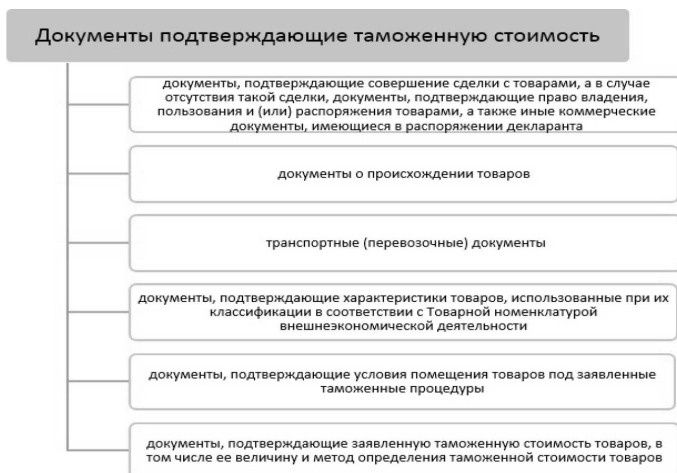 Документы подтверждающие таможенную стоимость
документы, подтверждающие совершение сделки с товарами, а в случае
отсутствия такой сделки, документы, подтверждающие право владения,
пользования и (или) распоряжения товарами, а также иные коммерческие
документы, имеющиеся в распоряжении декларанта
документы о происхождении товаров
транспортные (перевозочные) документы
документы, подтверждающие характеристики товаров, использованные при их
классификации в соответствии с Товарной номенклатурой
внешнеэкономической деятельности
документы, подтверждающие условия помещения товаров под заявленные
таможенные процедуры
документы, подтверждающие заявленную таможенную стоимость товаров, в
том числе ее величину и метод определения таможенной стоимости товаров